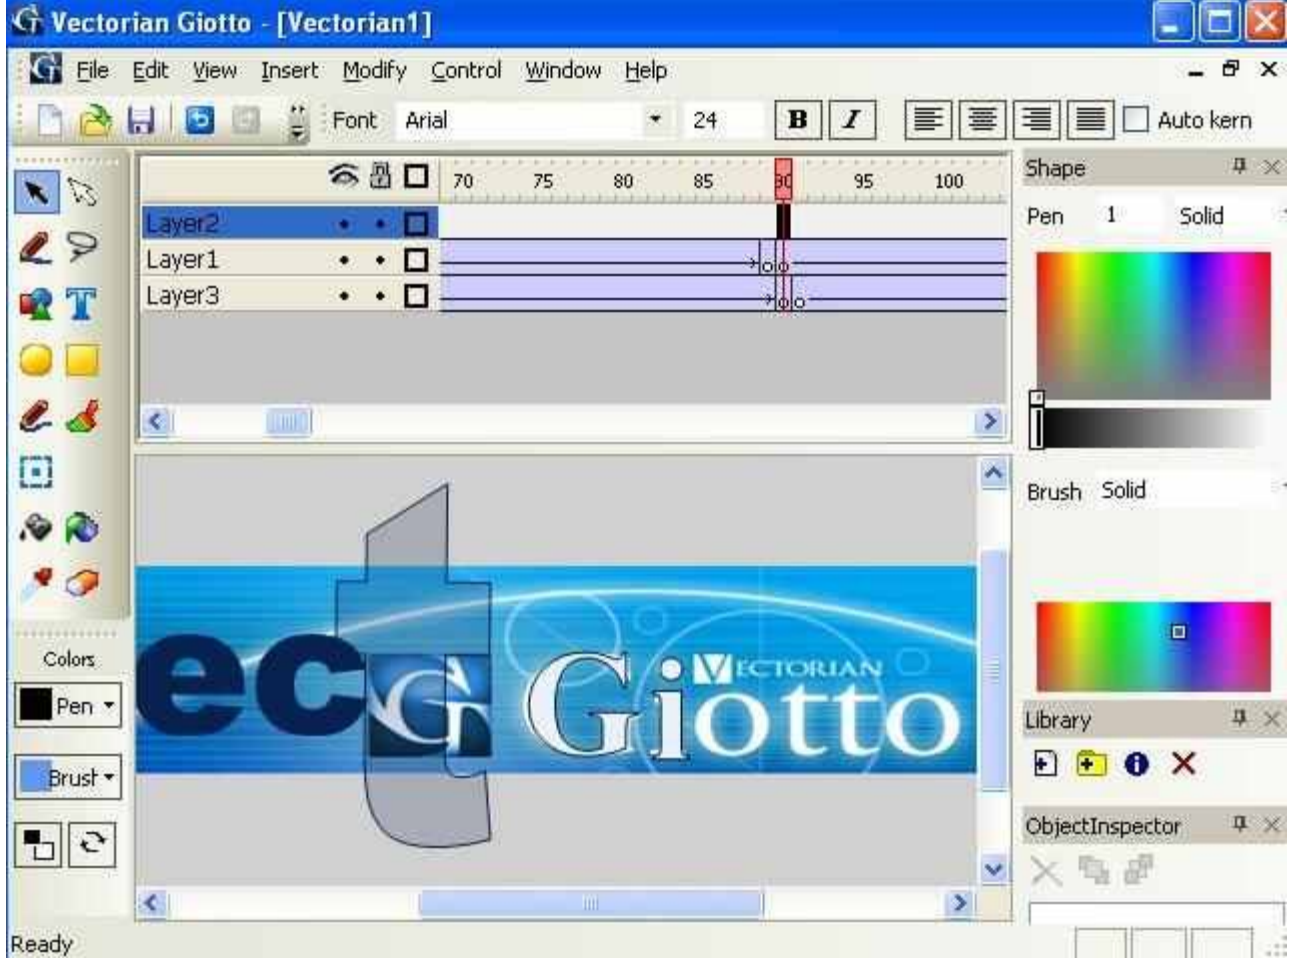 Vectorian Giotto - [Vectorian1]
File Edit View Insert Modify Control Window Help
Font Arial 24 B I Auto kern
70 75 80 85 90 95 100
Layer2
Layer1
Layer3
Shape
Pen 1 Solid
Brush Solid
Colors
Pen
Brush
ec t G
VECTORIAN
Giotto
Library
ObjectInspector
Ready